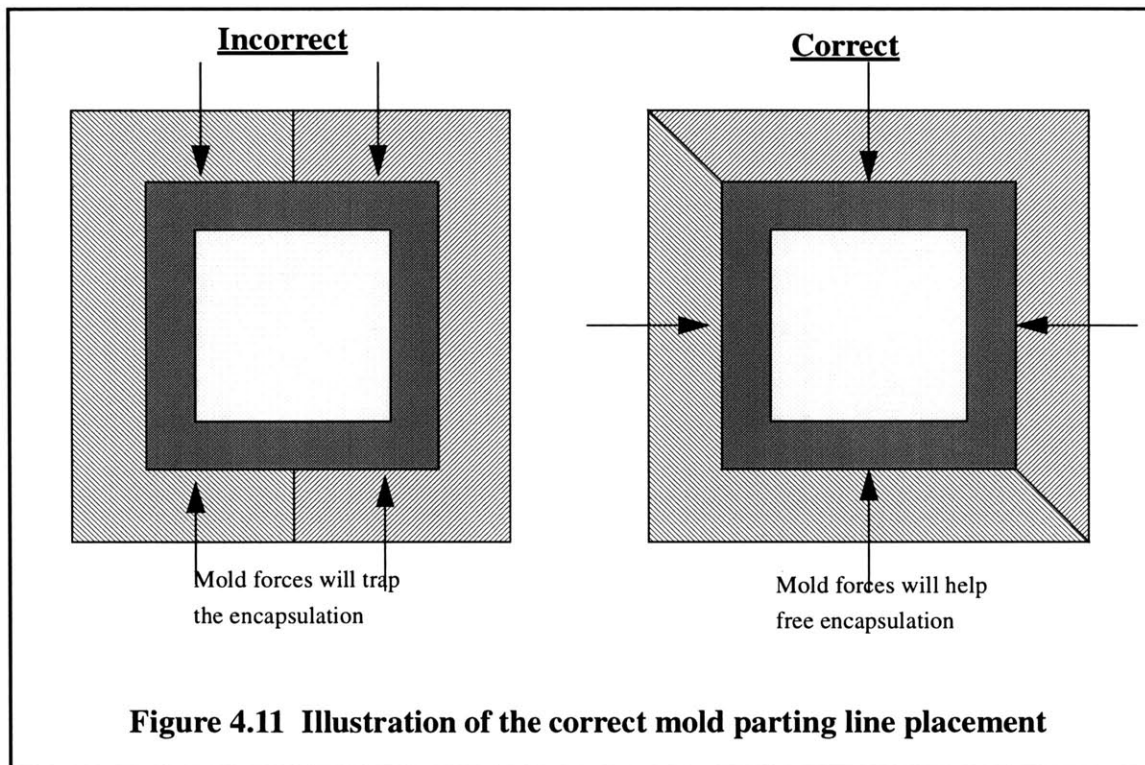 Incorrect
Correct
Mold forces will trap
the encapsulation
Mold forces will help
free encapsulation
Figure 4.11  Illustration of the correct mold parting line placement